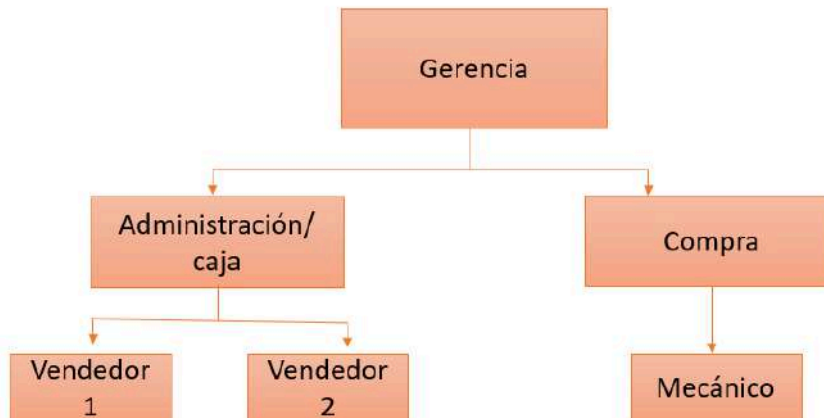 Gerencia
Administración/
caja
Compra
Vendedor
1
Vendedor
2
Mecánico